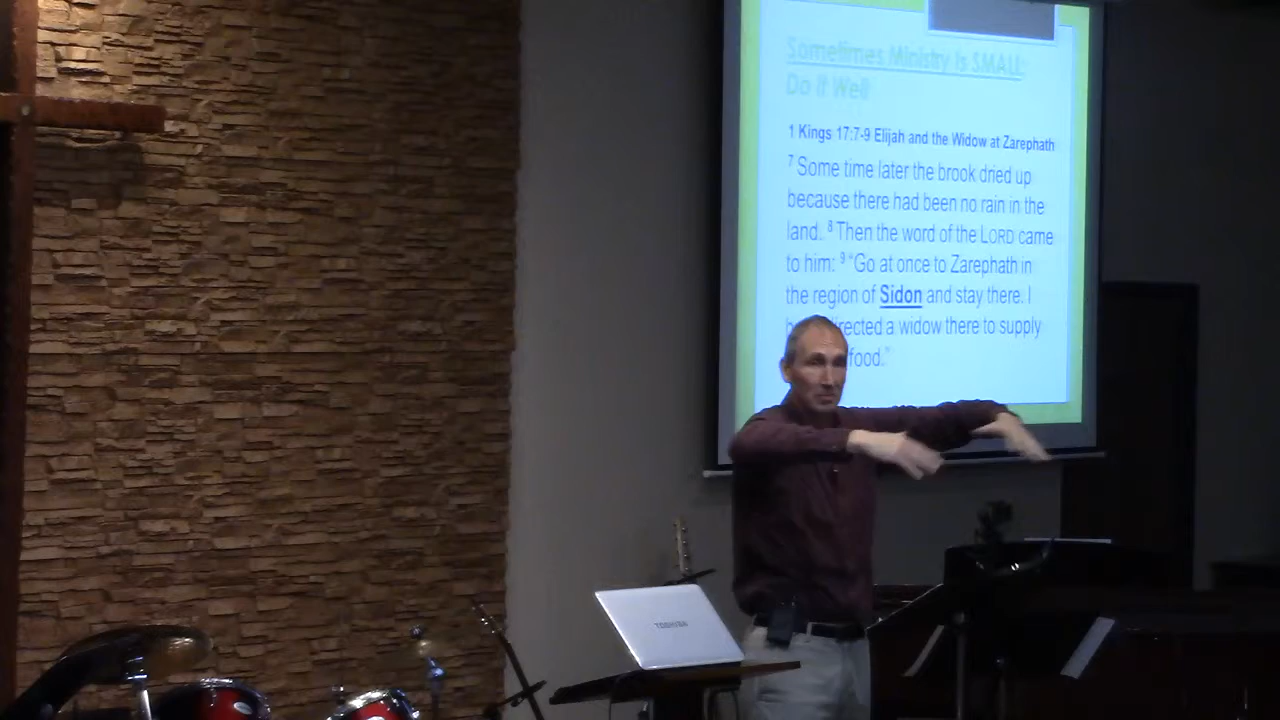 Sometimes Ministry Is SMALL:
Do it Well
1 Kings 17:7-9 Elijah and the Widow at Zarephath
7 Some time later the brook dried up
because there had been no rain in the
land. 8 Then the word of the LORD came
to him: 9 "Go at once to Zarephath in
the region of Sidon and stay there. I
directed a widow there to supply
food."
TOSHIBA